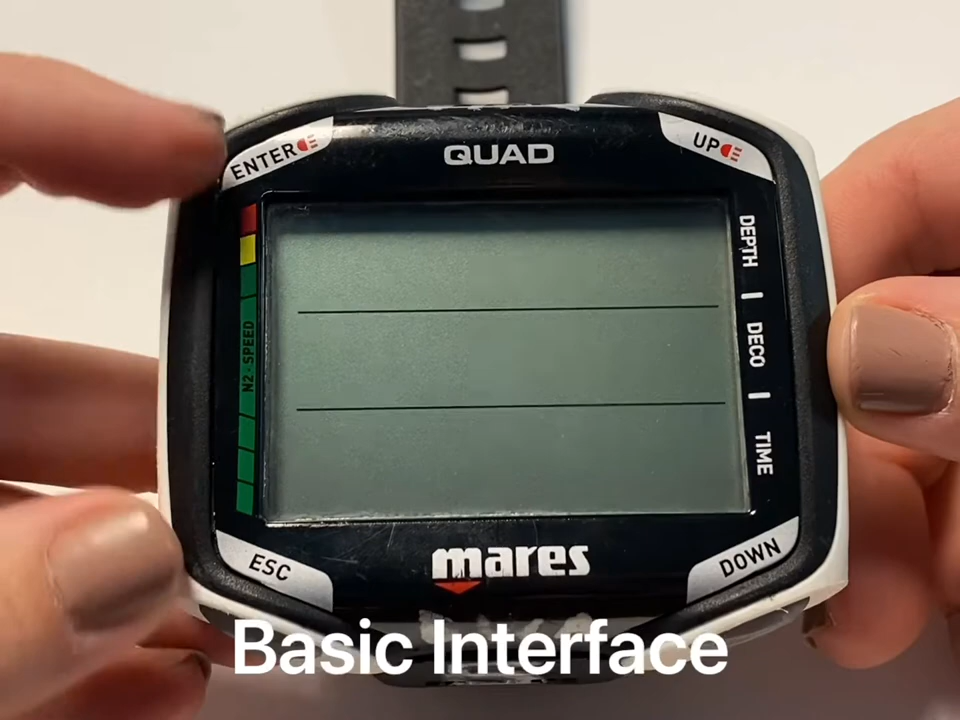 QUAD
ENTER
UP
DEPTH
DECO
TIME
N2 - SPEED
ESC
mares
DOWN
Basic Interface